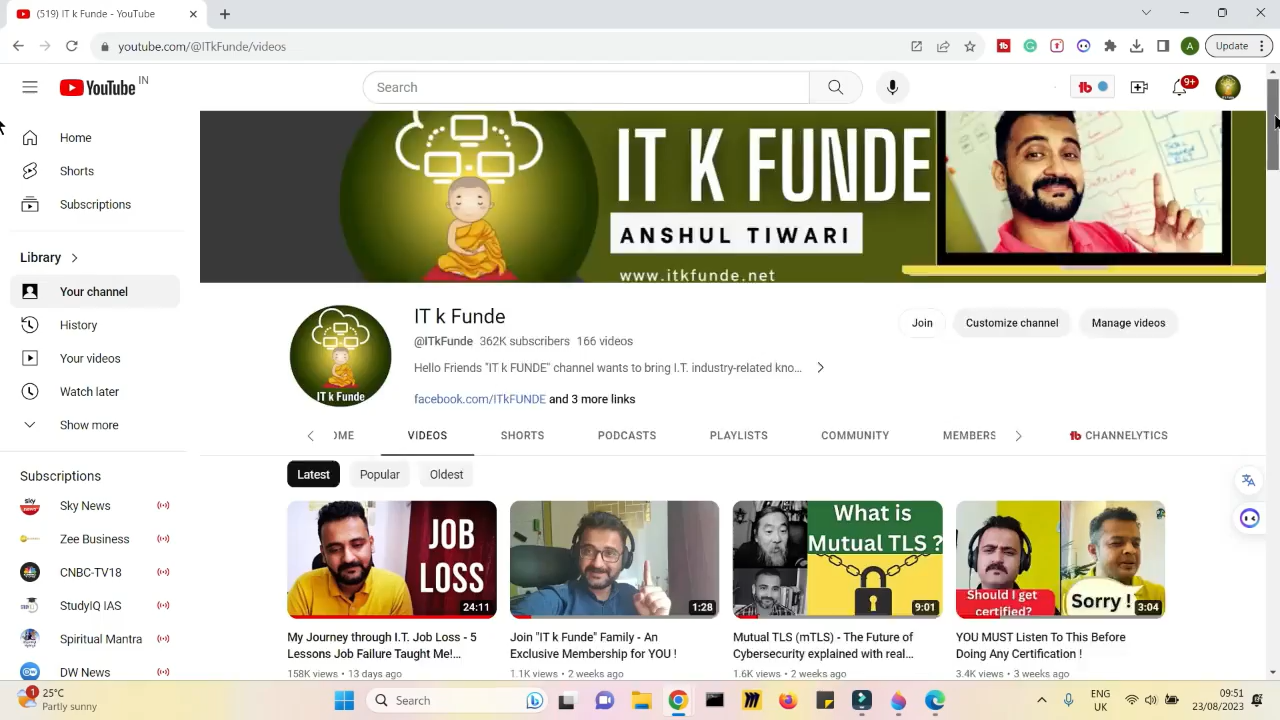 (519) IT k Funde - YouTube
youtube.com/@ITkFunde/videos
Update
YouTube IN
Search
9+
Home
Shorts
Subscriptions
Library
Your channel
History
Your videos
Watch later
Show more
Subscriptions
Sky News
Zee Business
CNBC-TV18
StudyIQ IAS
Spiritual Mantra
DW News
IT K FUNDE
ANSHUL TIWARI
www.itkfunde.net
IT k Funde
IT k Funde
@ITkFunde 362K subscribers 166 videos
Hello Friends "IT k FUNDE" channel wants to bring I.T. industry-related kno...
facebook.com/ITkFUNDE and 3 more links
Join
Customize channel
Manage videos
OME VIDEOS SHORTS PODCASTS PLAYLISTS COMMUNITY MEMBERS CHANNELYTICS
Latest Popular Oldest
JOB
LOSS
24:11
My Journey through I.T. Job Loss - 5
Lessons Job Failure Taught Me!...
158K views • 13 days ago
1:28
Join "IT k Funde" Family - An
Exclusive Membership for YOU !
1.1K views • 2 weeks ago
What is
Mutual TLS ?
9:01
Mutual TLS (mTLS) - The Future of
Cybersecurity explained with real...
1.6K views • 2 weeks ago
Should I get
certified?
Sorry !
3:04
YOU MUST Listen To This Before
Doing Any Certification !
3.4K views • 3 weeks ago
1
25°C
Partly sunny
Search
ENG
UK
09:51
23/08/2023